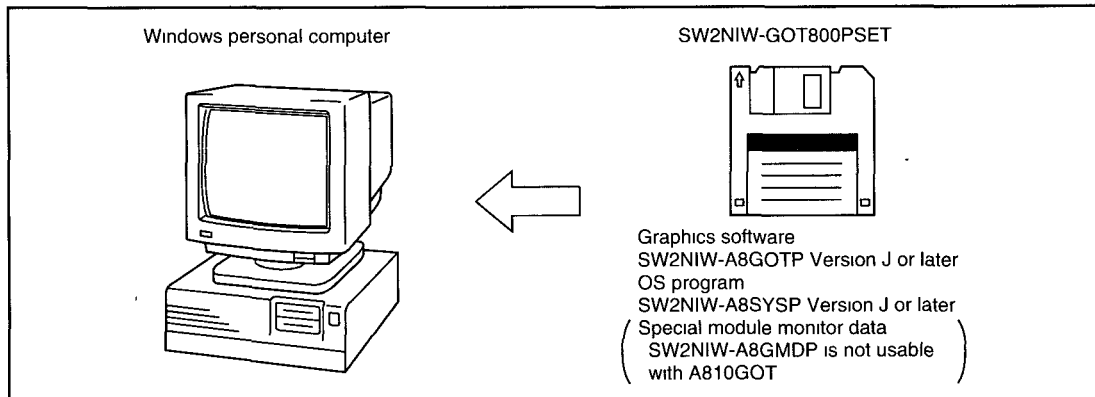 Windows personal computer
SW2NIW-GOT800PSET
Graphics software
SW2NIW-A8GOTP Version J or later
OS program
SW2NIW-A8SYSP Version J or later
Special module monitor data
SW2NIW-A8GMDP is not usable
with A810GOT